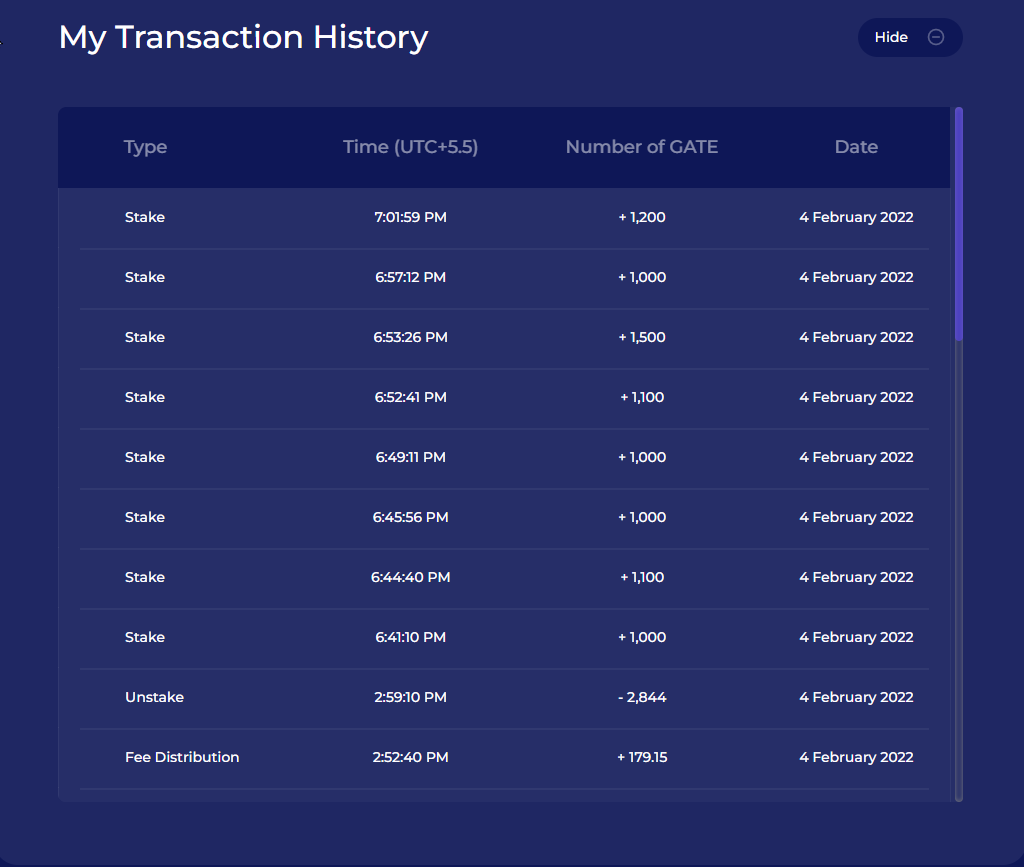 My Transaction History
Hide
Type Time (UTC+5.5) Number of GATE Date
Stake 7:01:59 PM + 1,200 4 February 2022
Stake 6:57:12 PM + 1,000 4 February 2022
Stake 6:53:26 PM + 1,500 4 February 2022
Stake 6:52:41 PM + 1,100 4 February 2022
Stake 6:49:11 PM + 1,000 4 February 2022
Stake 6:45:56 PM + 1,000 4 February 2022
Stake 6:44:40 PM + 1,100 4 February 2022
Stake 6:41:10 PM + 1,000 4 February 2022
Unstake 2:59:10 PM - 2,844 4 February 2022
Fee Distribution 2:52:40 PM + 179.15 4 February 2022